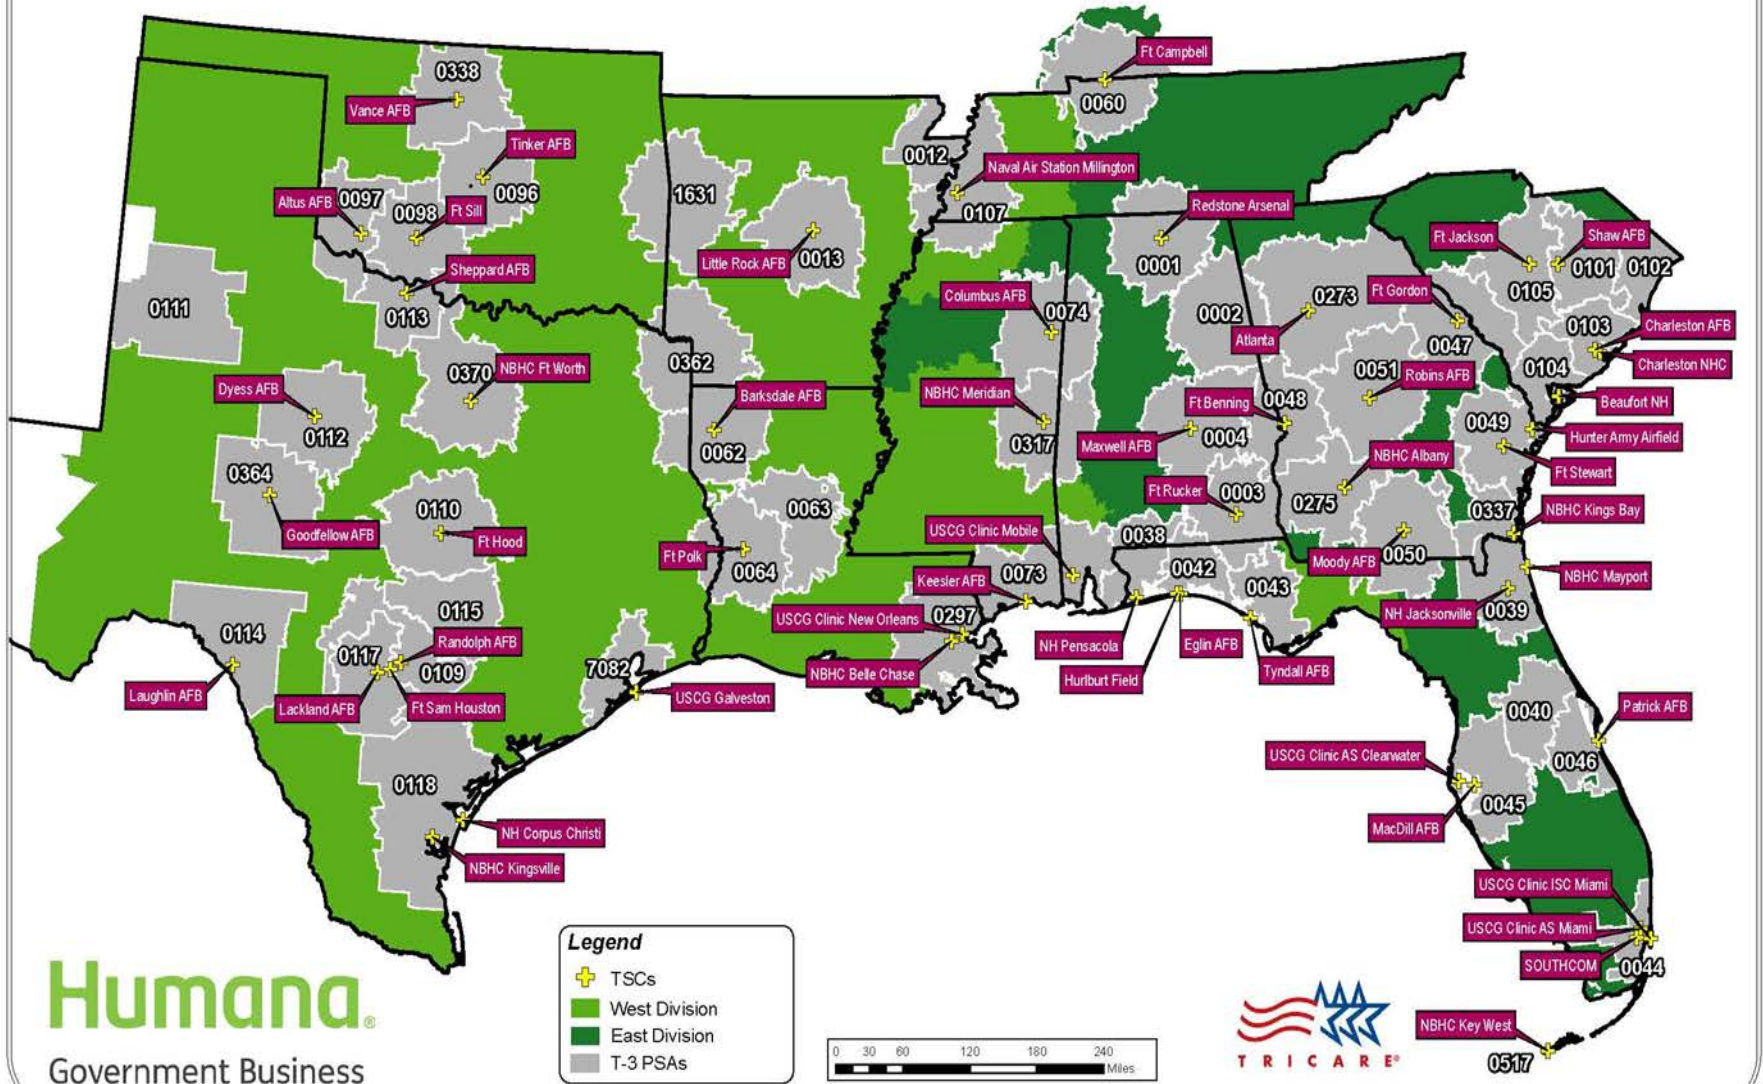 Ft Campbell
0338
0060
Vance AFB
Tinker AFB
0012
Naval Air Station Millington
0097
0096
1631
Altus AFB
0098
Ft Sill
0107
Redstone Arsenal
Ft Jackson
Shaw AFB
Little Rock AFB
0013
0001
0101
0102
Sheppard AFB
0105
0111
Columbus AFB
0273
Ft Gordon
0113
0074
0002
0103
Charleston AFB
Atlanta
0047
0362
0370
NBHC Ft Worth
0051
Robins AFB
0104
Charleston NHC
Dyess AFB
Barksdale AFB
NBHC Meridian
Ft Benning
0048
Beaufort NH
0112
0062
0317
Maxwell AFB
0004
0049
Hunter Army Airfield
NBHC Albany
0364
Ft Stewart
0110
0063
Ft Rucker
0003
0275
0337
NBHC Kings Bay
Goodfellow AFB
Ft Hood
USCG Clinic Mobile
0038
Ft Polk
0064
Moody AFB
0050
Keesler AFB
0073
0042
0043
NBHC Mayport
0115
USCG Clinic New Orleans
0297
NH Jacksonville
0039
0114
Randolph AFB
0117
0109
7082
NBHC Belle Chase
NH Pensacola
Eglin AFB
Hurlburt Field
Tyndall AFB
Laughlin AFB
Lackland AFB
Ft Sam Houston
USCG Galveston
0040
Patrick AFB
USCG Clinic AS Clearwater
0046
0118
0045
NH Corpus Christi
MacDill AFB
NBHC Kingsville
USCG Clinic ISC Miami
USCG Clinic AS Miami
SOUTHCOM
0044
NBHC Key West
0517
Legend
TSCs
West Division
East Division
T-3 PSAs
0 30 60 120 180 240
Miles
Humana®
Government Business
TRICARE®